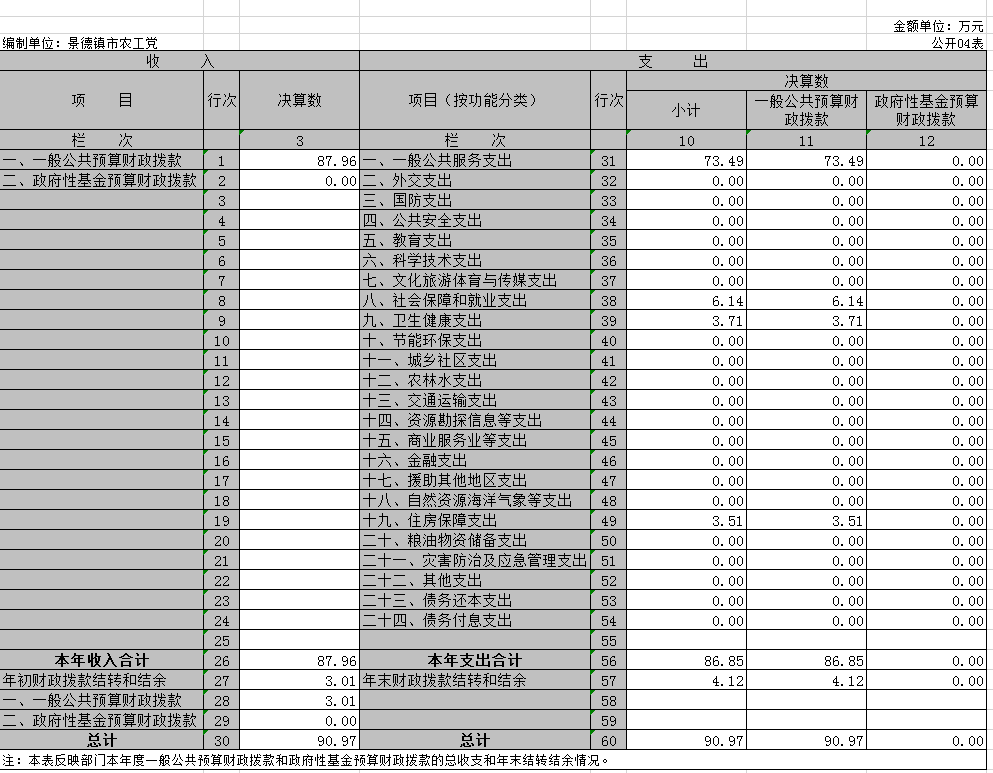 金额单位：万元
编制单位：景德镇市农工党 公开04表
收 入 支 出
项 目 行次 决算数 项目（按功能分类） 行次 决算数
小计 一般公共预算财政拨款 政府性基金预算财政拨款
栏 次 3 栏 次 10 11 12
一、一般公共预算财政拨款 1 87.96 一、一般公共服务支出 31 73.49 73.49 0.00
二、政府性基金预算财政拨款 2 0.00 二、外交支出 32 0.00 0.00 0.00
3 三、国防支出 33 0.00 0.00 0.00
4 四、公共安全支出 34 0.00 0.00 0.00
5 五、教育支出 35 0.00 0.00 0.00
6 六、科学技术支出 36 0.00 0.00 0.00
7 七、文化旅游体育与传媒支出 37 0.00 0.00 0.00
8 八、社会保障和就业支出 38 6.14 6.14 0.00
9 九、卫生健康支出 39 3.71 3.71 0.00
10 十、节能环保支出 40 0.00 0.00 0.00
11 十一、城乡社区支出 41 0.00 0.00 0.00
12 十二、农林水支出 42 0.00 0.00 0.00
13 十三、交通运输支出 43 0.00 0.00 0.00
14 十四、资源勘探信息等支出 44 0.00 0.00 0.00
15 十五、商业服务业等支出 45 0.00 0.00 0.00
16 十六、金融支出 46 0.00 0.00 0.00
17 十七、援助其他地区支出 47 0.00 0.00 0.00
18 十八、自然资源海洋气象等支出 48 0.00 0.00 0.00
19 十九、住房保障支出 49 3.51 3.51 0.00
20 二十、粮油物资储备支出 50 0.00 0.00 0.00
21 二十一、灾害防治及应急管理支出 51 0.00 0.00 0.00
22 二十二、其他支出 52 0.00 0.00 0.00
23 二十三、债务还本支出 53 0.00 0.00 0.00
24 二十四、债务付息支出 54 0.00 0.00 0.00
25 55
本年收入合计 26 87.96 本年支出合计 56 86.85 86.85 0.00
年初财政拨款结转和结余 27 3.01 年末财政拨款结转和结余 57 4.12 4.12 0.00
一、一般公共预算财政拨款 28 3.01 58
二、政府性基金预算财政拨款 29 0.00 59
总计 30 90.97 总计 60 90.97 90.97 0.00
注：本表反映部门本年度一般公共预算财政拨款和政府性基金预算财政拨款的总收支和年末结转结余情况。